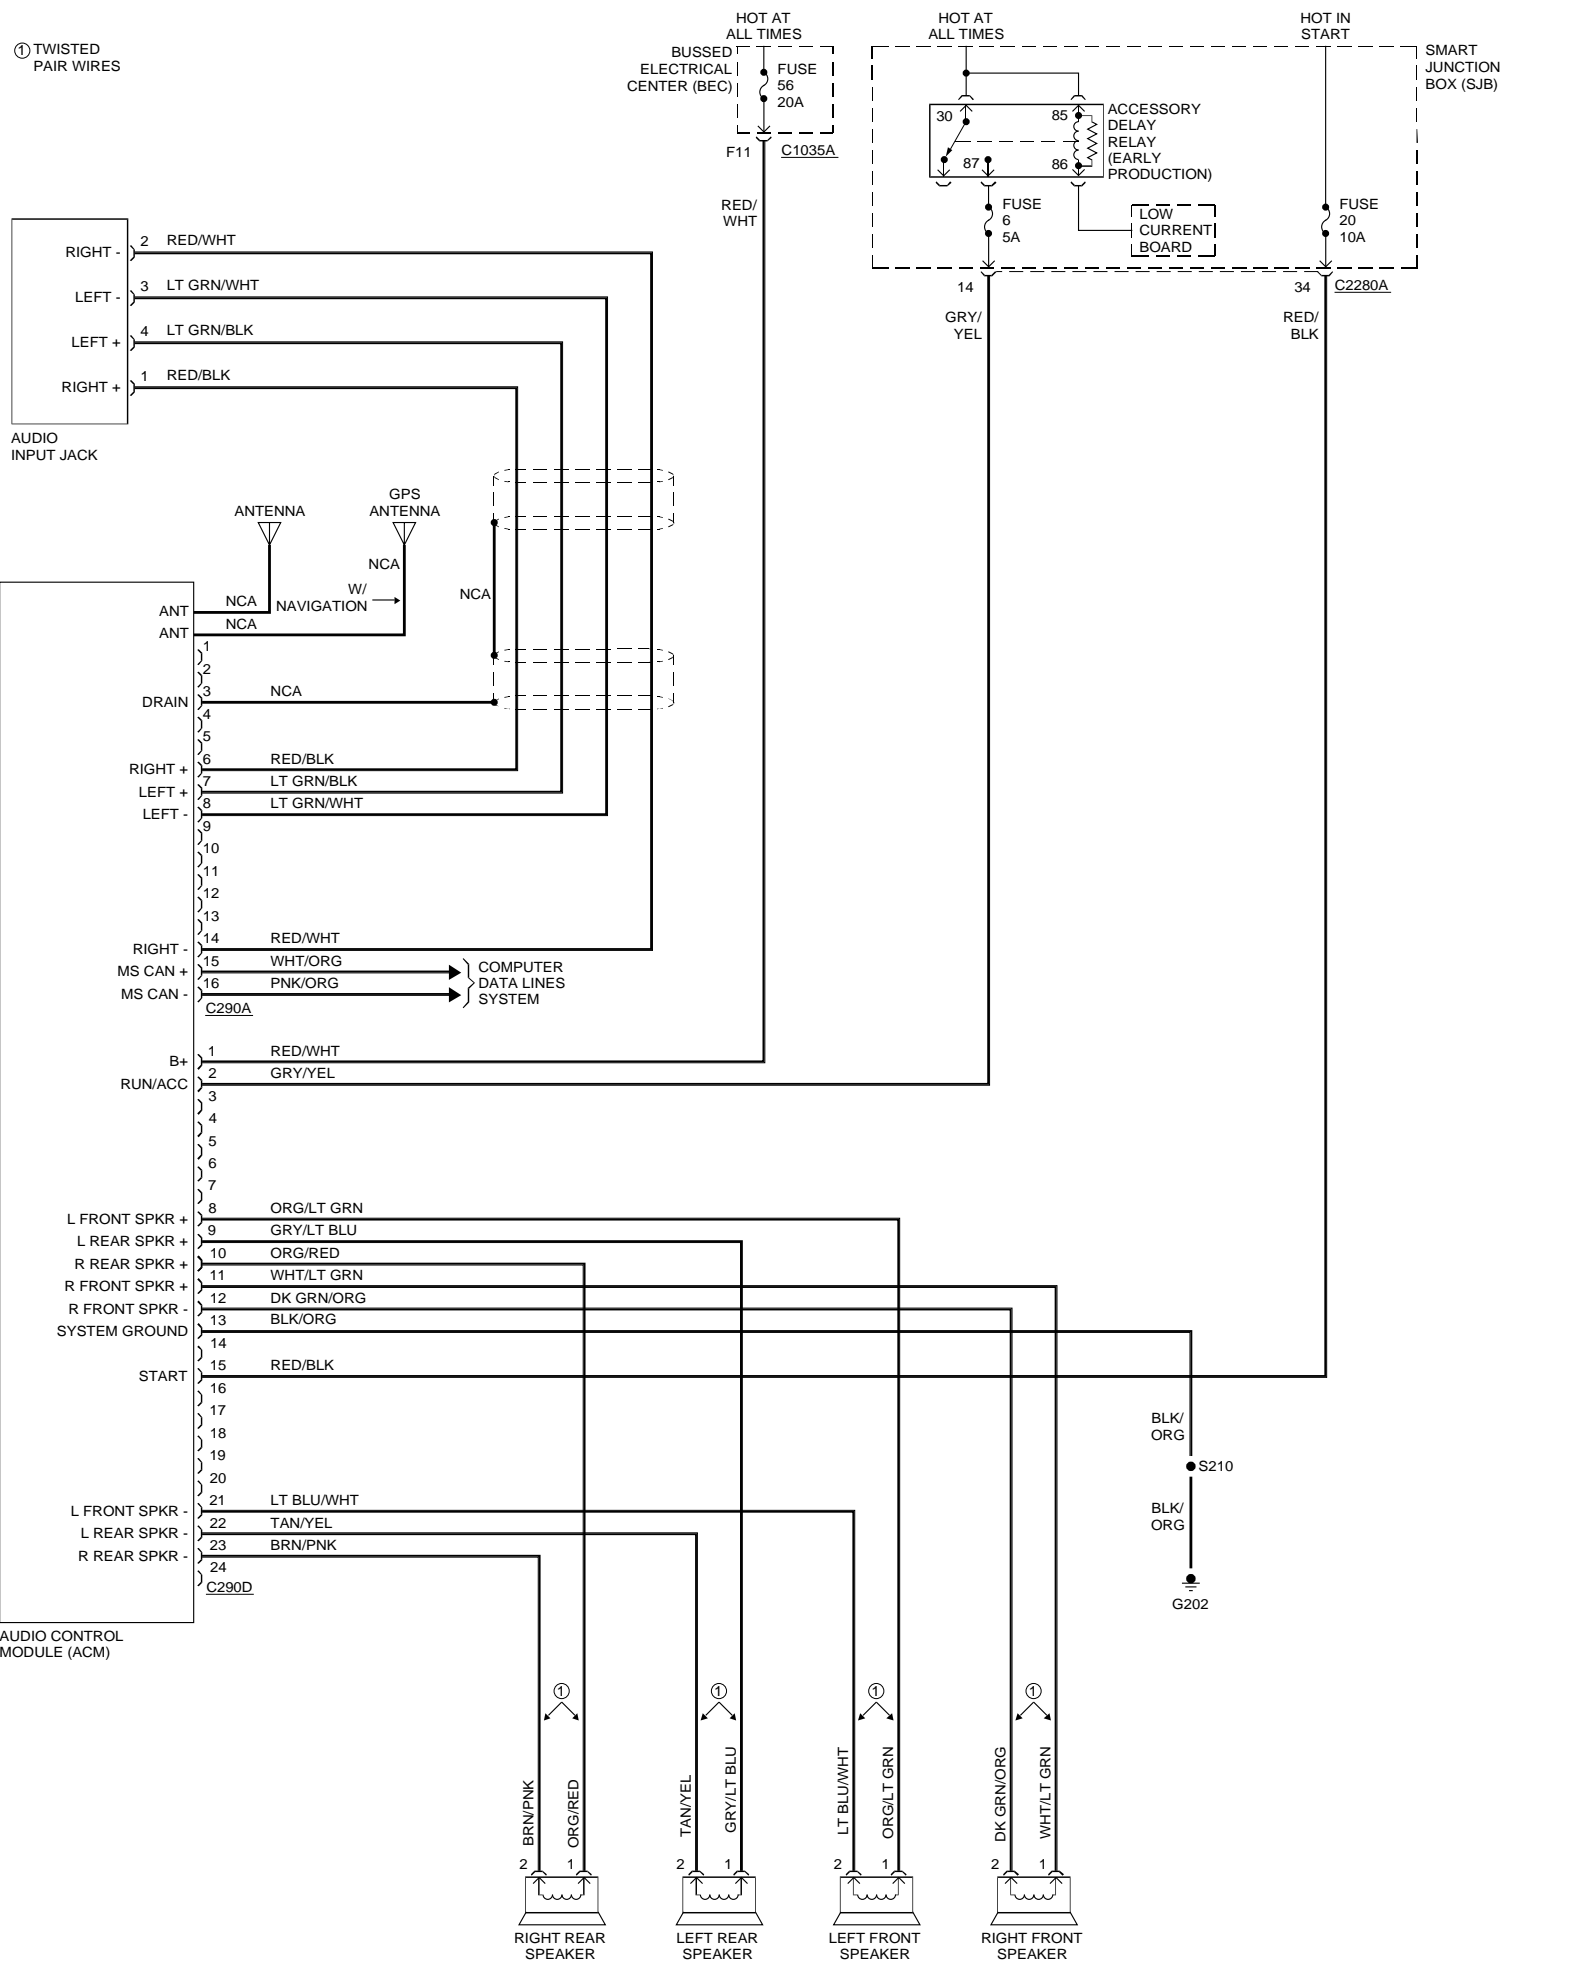 ① TWISTED
PAIR WIRES
HOT AT
ALL TIMES
BUSSED
ELECTRICAL
CENTER (BEC)
FUSE
56
20A
F11
C1035A
RED/
WHT
HOT AT
ALL TIMES
HOT IN
START
SMART
JUNCTION
BOX (SJB)
30
85
87
86
ACCESSORY
DELAY
RELAY
(EARLY
PRODUCTION)
FUSE
6
5A
LOW
CURRENT
BOARD
FUSE
20
10A
14
34
C2280A
GRY/
YEL
RED/
BLK
RIGHT -
2
RED/WHT
LEFT -
3
LT GRN/WHT
LEFT +
4
LT GRN/BLK
RIGHT +
1
RED/BLK
AUDIO
INPUT JACK
ANTENNA
GPS
ANTENNA
NCA
W/
NAVIGATION
NCA
ANT
NCA
ANT
NCA
1
2
DRAIN
3
NCA
4
5
RIGHT +
6
RED/BLK
LEFT +
7
LT GRN/BLK
LEFT -
8
LT GRN/WHT
9
10
11
12
13
RIGHT -
14
RED/WHT
MS CAN +
15
WHT/ORG
MS CAN -
16
PNK/ORG
COMPUTER
DATA LINES
SYSTEM
C290A
B+
1
RED/WHT
RUN/ACC
2
GRY/YEL
3
4
5
6
7
L FRONT SPKR +
8
ORG/LT GRN
L REAR SPKR +
9
GRY/LT BLU
R REAR SPKR +
10
ORG/RED
R FRONT SPKR +
11
WHT/LT GRN
R FRONT SPKR -
12
DK GRN/ORG
SYSTEM GROUND
13
BLK/ORG
14
START
15
RED/BLK
16
17
18
19
20
L FRONT SPKR -
21
LT BLU/WHT
L REAR SPKR -
22
TAN/YEL
R REAR SPKR -
23
BRN/PNK
24
C290D
AUDIO CONTROL
MODULE (ACM)
BLK/
ORG
S210
BLK/
ORG
G202
①
①
①
①
BRN/PNK
ORG/RED
TAN/YEL
GRY/LT BLU
LT BLU/WHT
ORG/LT GRN
DK GRN/ORG
WHT/LT GRN
2
1
2
1
2
1
2
1
RIGHT REAR
SPEAKER
LEFT REAR
SPEAKER
LEFT FRONT
SPEAKER
RIGHT FRONT
SPEAKER